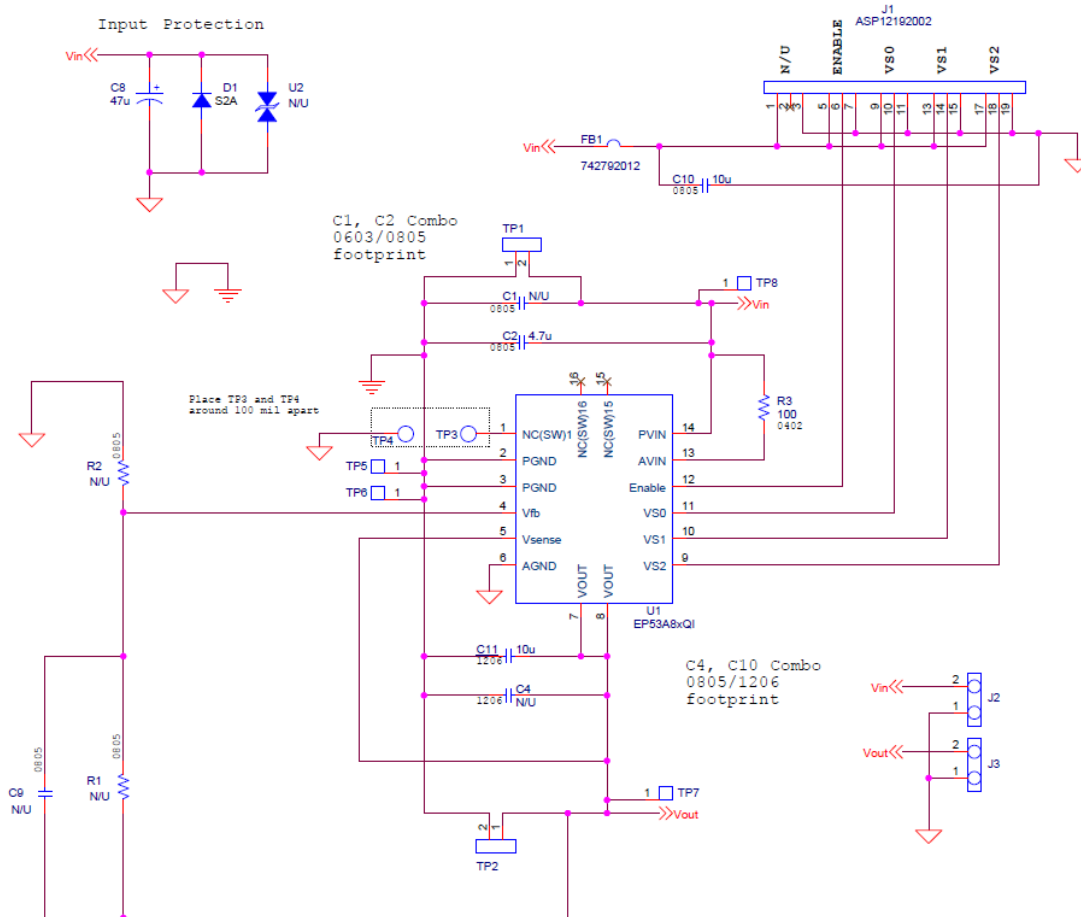 Input Protection
Vin
C8
47u
+
D1
S2A
U2
N/U
J1
ASP12192002
N/U
ENABLE
VS0
VS1
VS2
1
2
3
5
6
7
9
10
11
13
14
15
17
18
19
Vin
FB1
742792012
C10
10u
0805
C1, C2 Combo
0603/0805
footprint
TP1
1
2
C1
N/U
0805
1
TP8
Vin
C2
4.7u
0805
R3
100
0402
Place TP3 and TP4
around 100 mil apart
TP4
TP3
TP5
1
TP6
1
16
15
NC(SW)16
NC(SW)15
1
NC(SW)1
2
PGND
3
PGND
4
Vfb
5
Vsense
6
AGND
PVIN
14
AVIN
13
Enable
12
VS0
11
VS1
10
VS2
9
VOUT
VOUT
7
8
U1
EP53A8xQI
0805
R2
N/U
C11
10u
1206
C4
1206
N/U
C4, C10 Combo
0805/1206
footprint
Vin
2
1
J2
Vout
2
1
J3
0805
C9
N/U
0805
R1
N/U
1
TP7
Vout
2
1
TP2